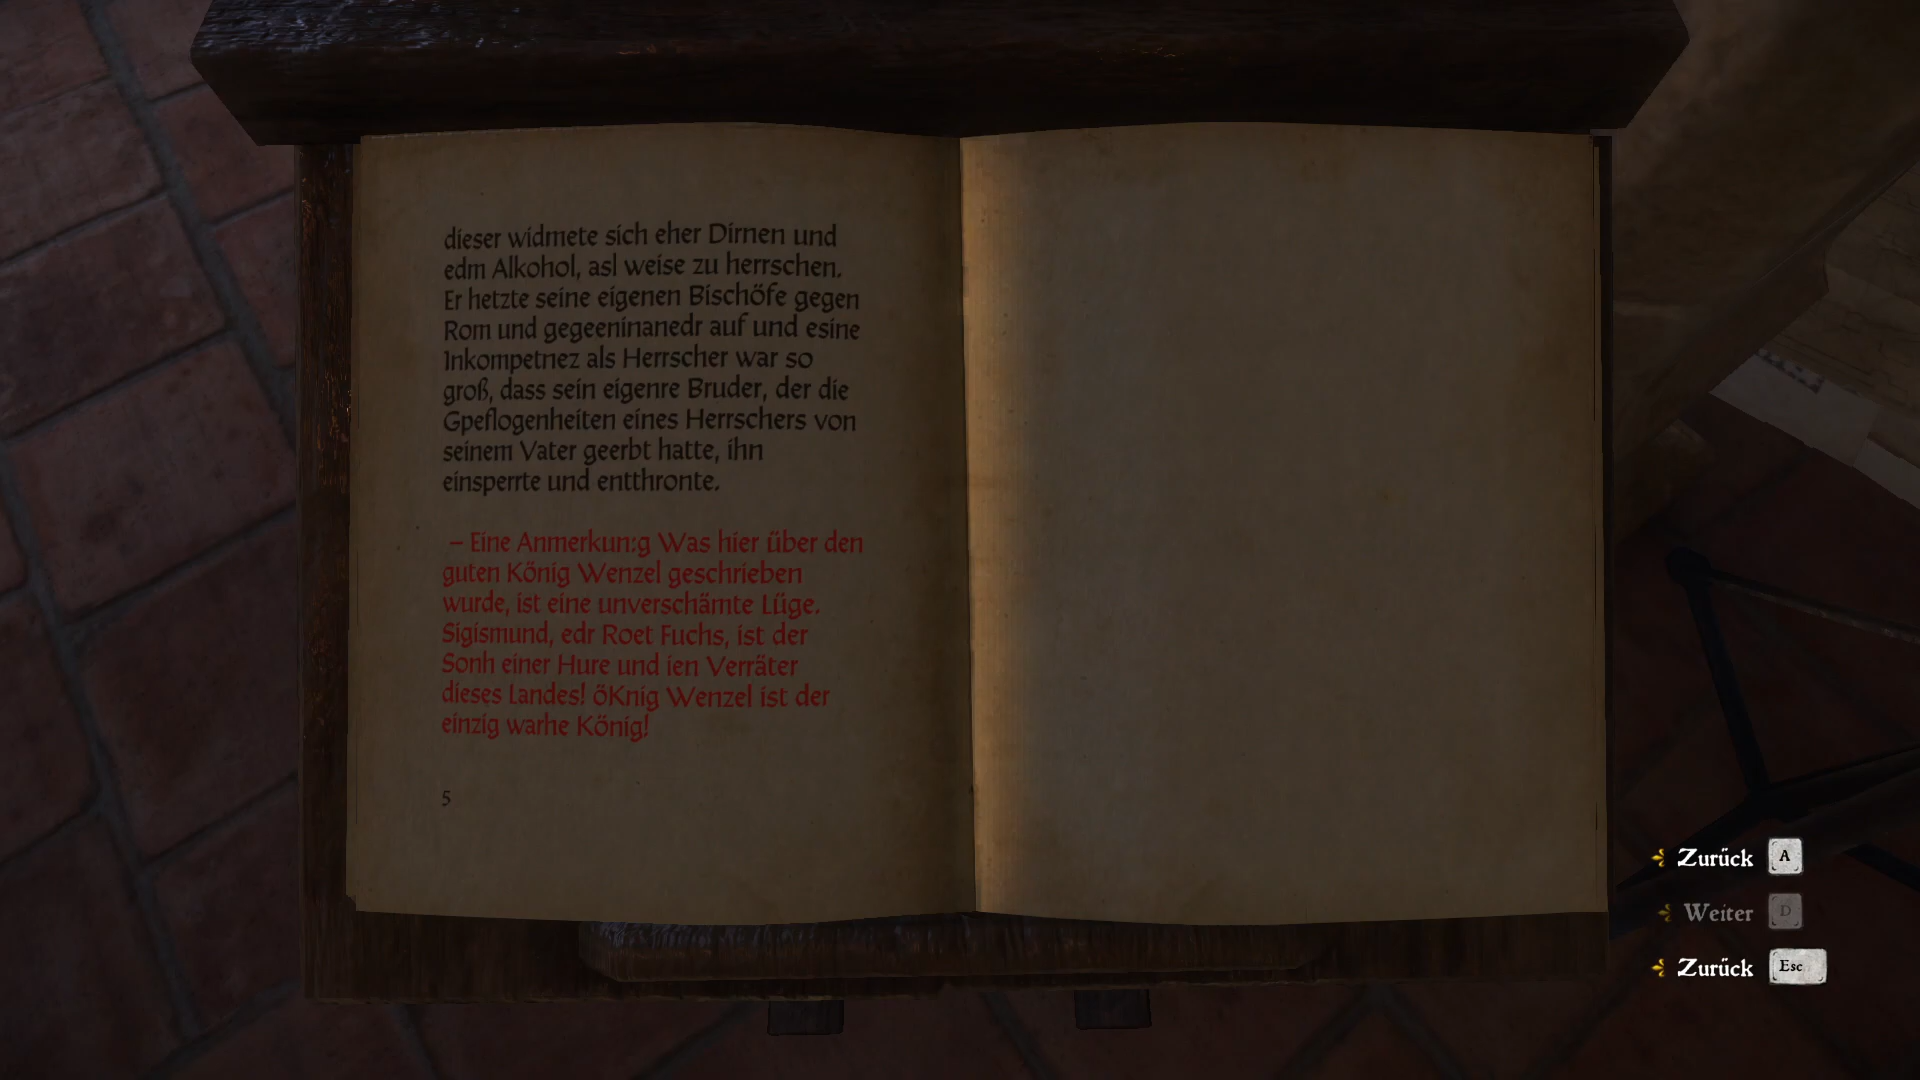 dieser widmete sich eher Dirnen und
edm Alkohol, asl weise zu herrschen.
Er hetzte seine eigenen Bischöfe gegen
Rom und gegeeninanedr auf und esine
Inkompetnez als Herrscher war so
groß, dass sein eigenre Bruder, der die
Gpeflogenheiten eines Herrschers von
seinem Vater geerbt hatte, ihn
einsperrte und entthronte.
– Eine Anmerkun:g Was hier über den
guten König Wenzel geschrieben
wurde, ist eine unverschämte Lüge.
Sigismund, edr Roet Fuchs, ist der
Sonh einer Hure und ien Verräter
dieses Landes! öKnig Wenzel ist der
einzig warhe König!
5
Zurück A
Weiter D
Zurück Esc